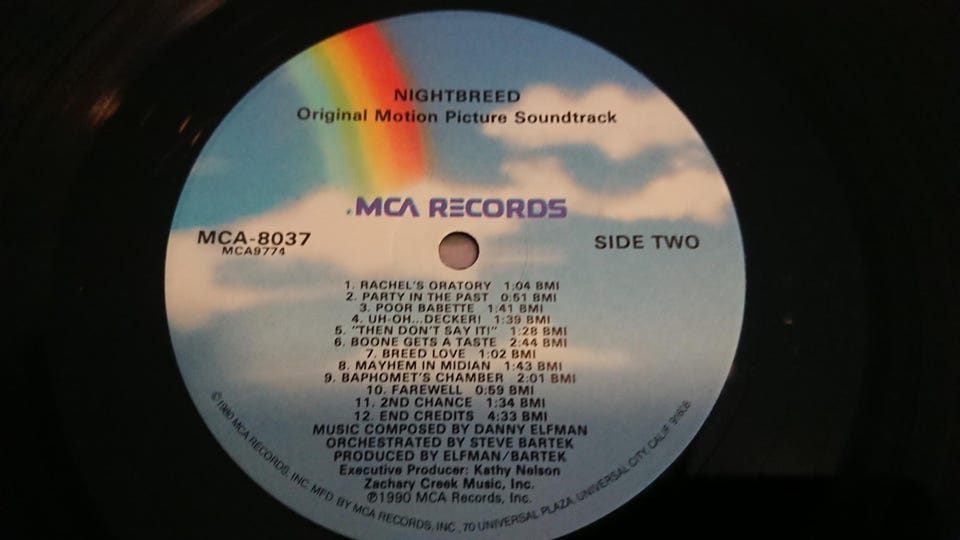 NIGHTBREED
Original Motion Picture Soundtrack
MCA RECORDS
MCA-8037
MCA9774
SIDE TWO
1. RACHEL'S ORATORY 1:04 BMI
2. PARTY IN THE PAST 0:51 BMI
3. POOR BABETTE 1:41 BMI
4. UH-OH...DECKER! 1:39 BMI
5. "THEN DON'T SAY IT!" 1:28 BMI
6. BOONE GETS A TASTE 2:44 BMI
7. BREED LOVE 1:02 BMI
8. MAYHEM IN MIDIAN 1:43 BMI
9. BAPHOMET'S CHAMBER 2:01 BMI
10. FAREWELL 0:59 BMI
11. 2ND CHANCE 1:34 BMI
12. END CREDITS 4:33 BMI
MUSIC COMPOSED BY DANNY ELFMAN
ORCHESTRATED BY STEVE BARTEK
PRODUCED BY ELFMAN/BARTEK
Executive Producer: Kathy Nelson
Zachary Creek Music, Inc.
℗1990 MCA Records, Inc.
©1980 MCA RECORDS, INC. MFD. BY MCA RECORDS, INC., 70 UNIVERSAL PLAZA, UNIVERSAL CITY, CALIF. 91608